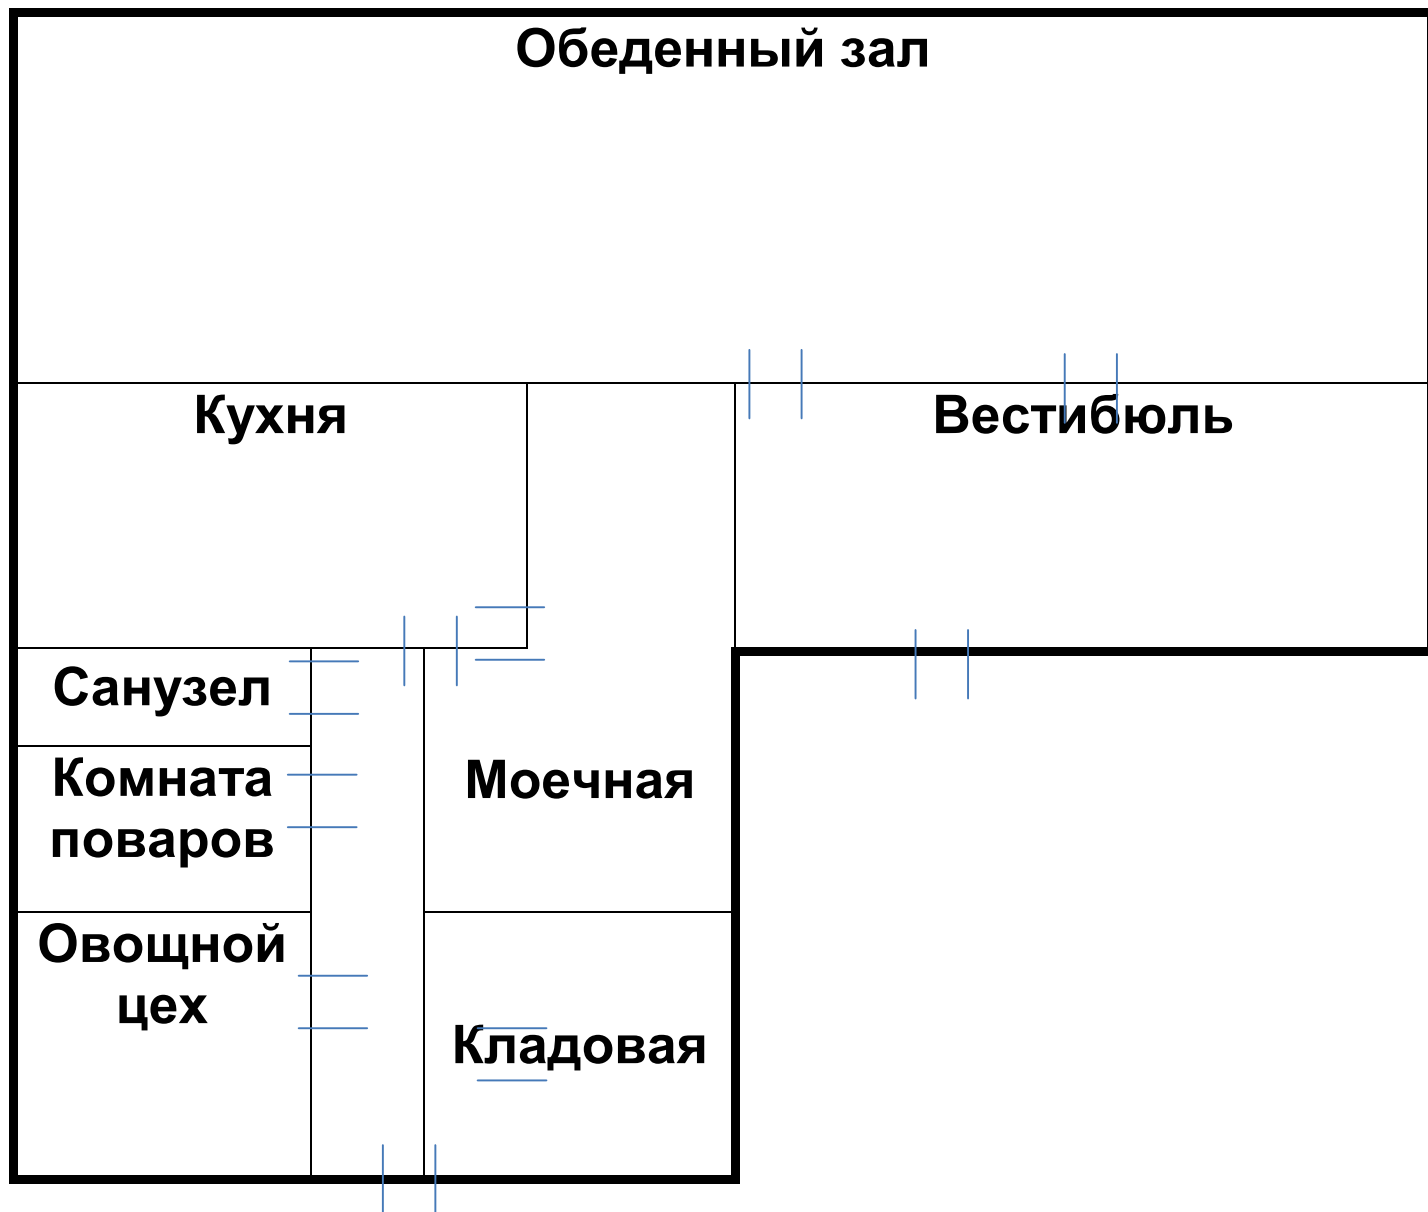 Обеденный зал
Кухня
Вестибюль
Санузел
Комната
поваров
Моечная
Овощной
цех
Кладовая